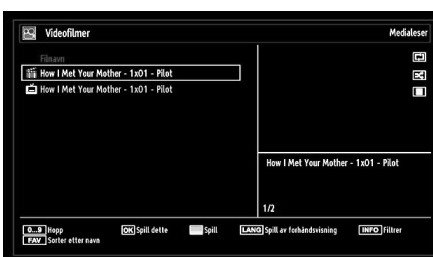 Videofilmer
Medialeser
Filnavn
How I Met Your Mother - 1x01 - Pilot
How I Met Your Mother - 1x01 - Pilot
How I Met Your Mother - 1x01 - Pilot
1/2
0...9 Hopp
OK Spill dette
Spill
LANG Spill av forhåndsvisning
INFO Filtrer
FAV Sorter etter navn